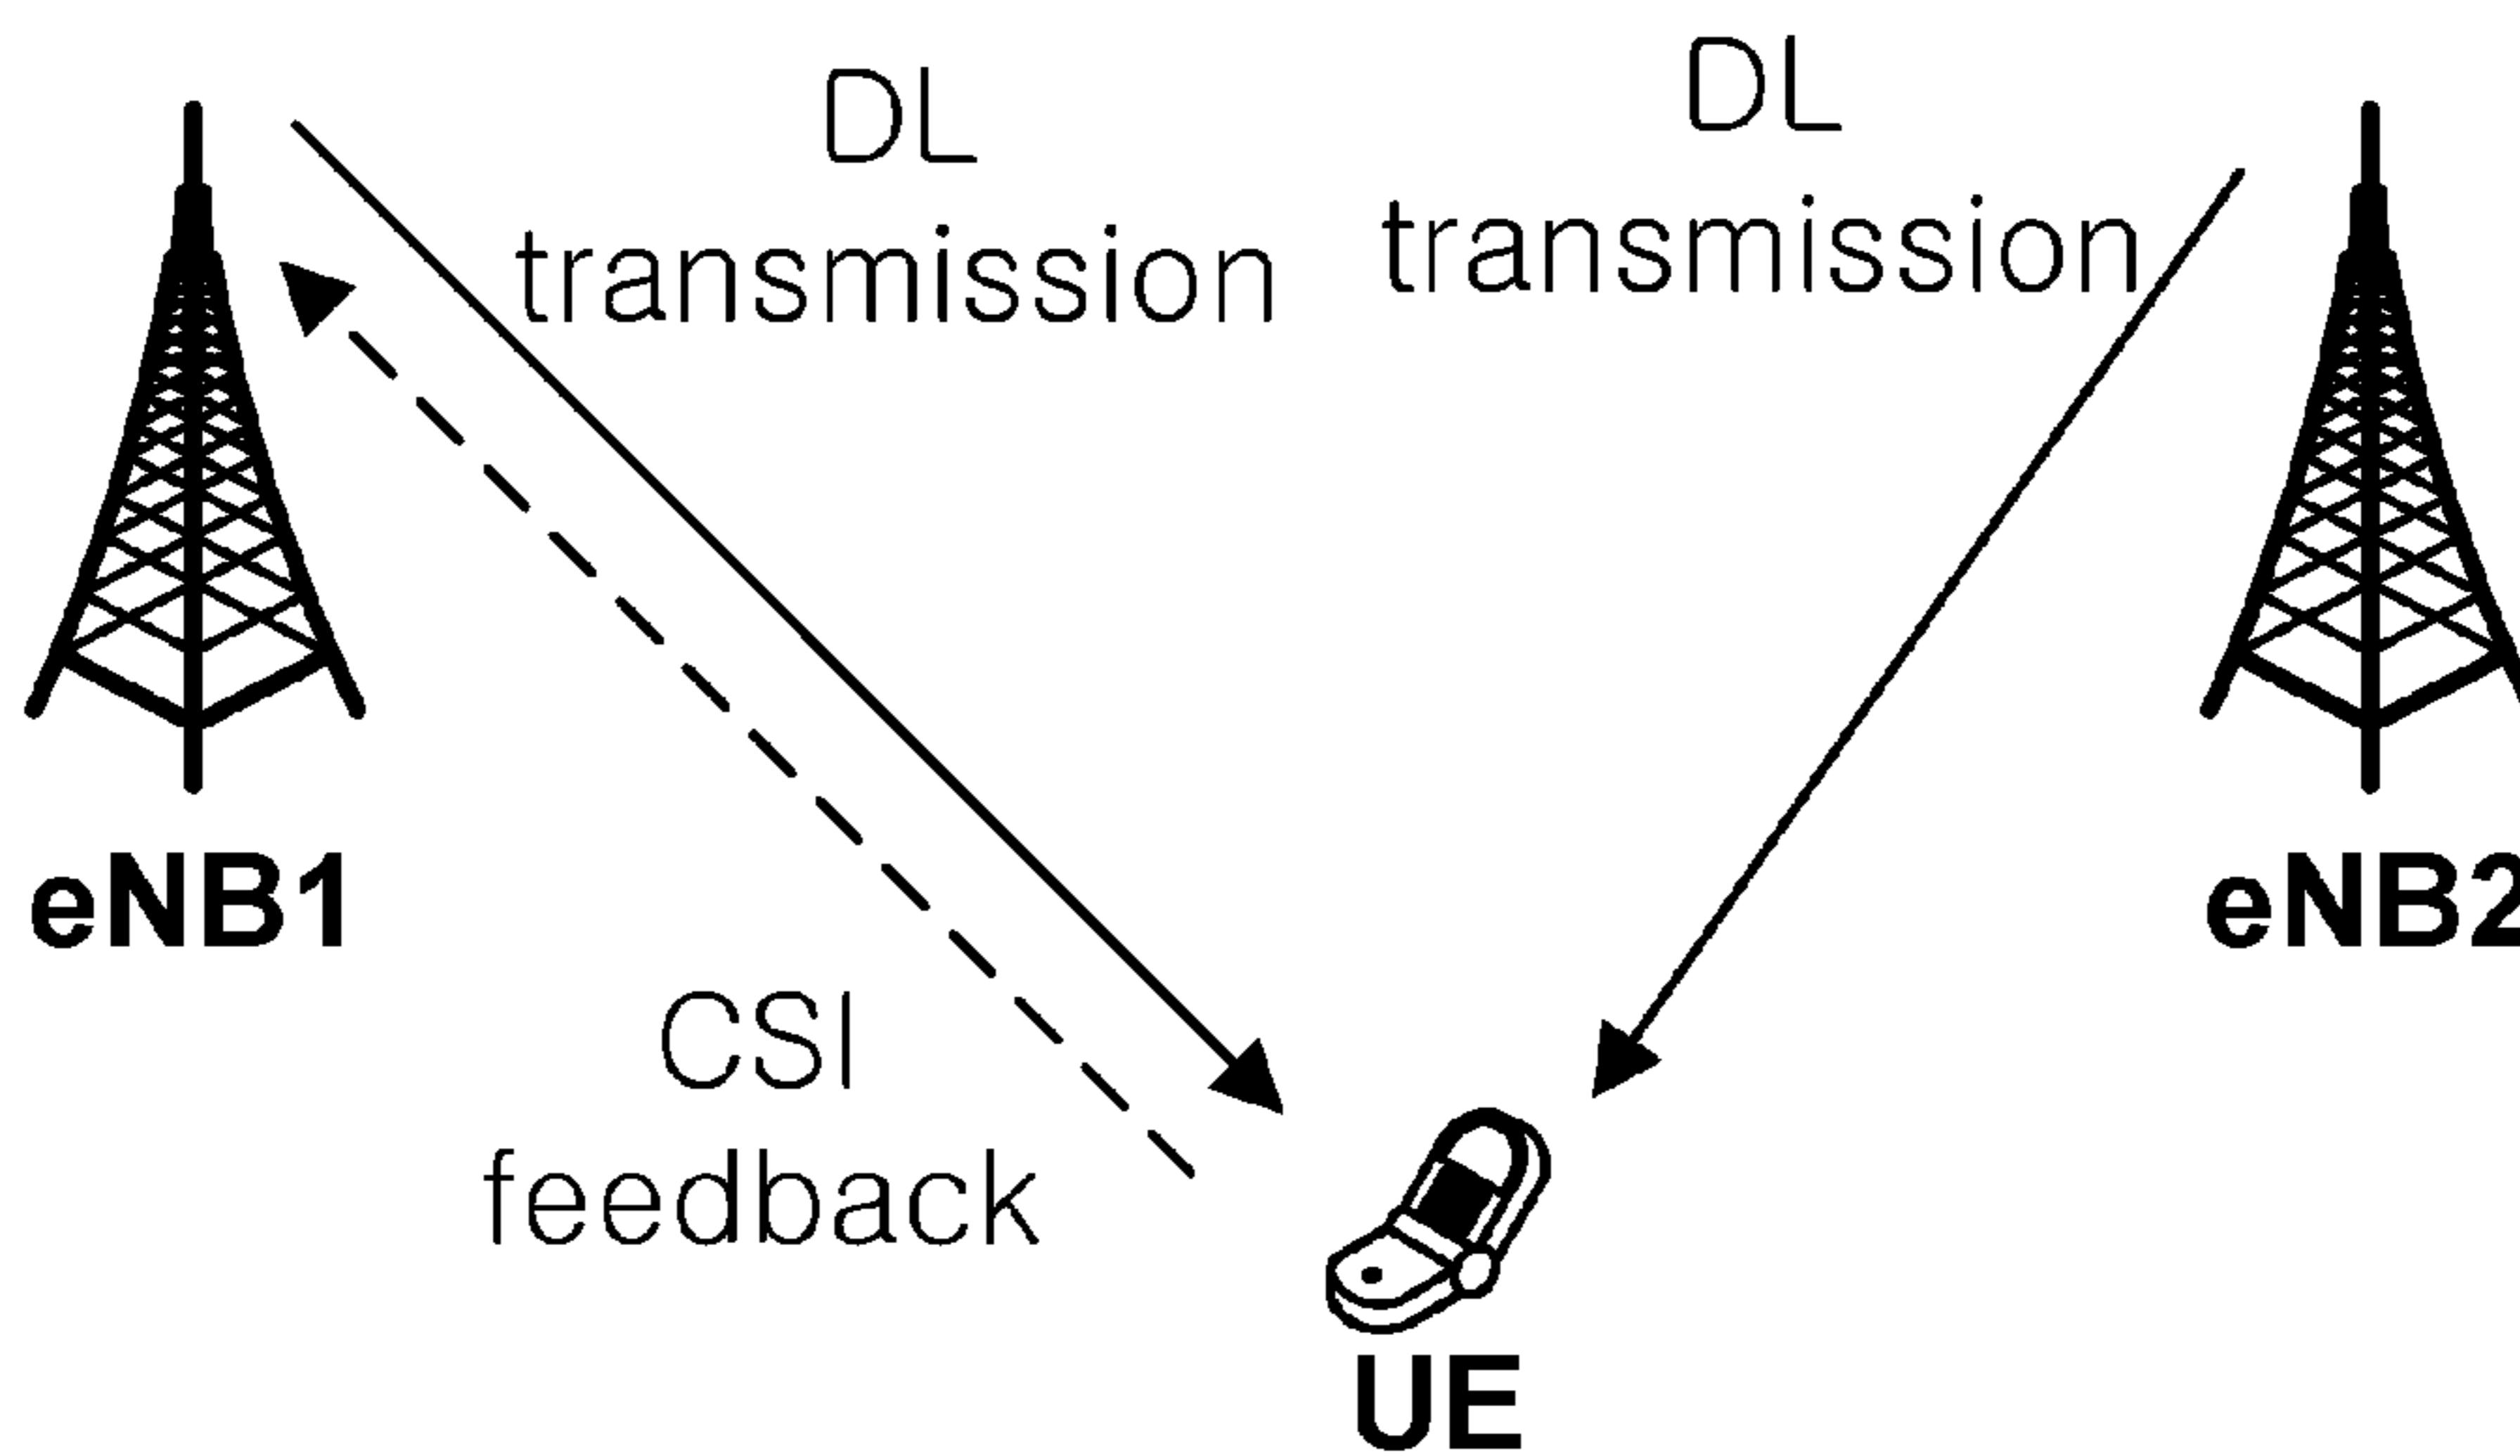 DL
transmission
DL
transmission
eNB1
eNB2
CSI
feedback
UE